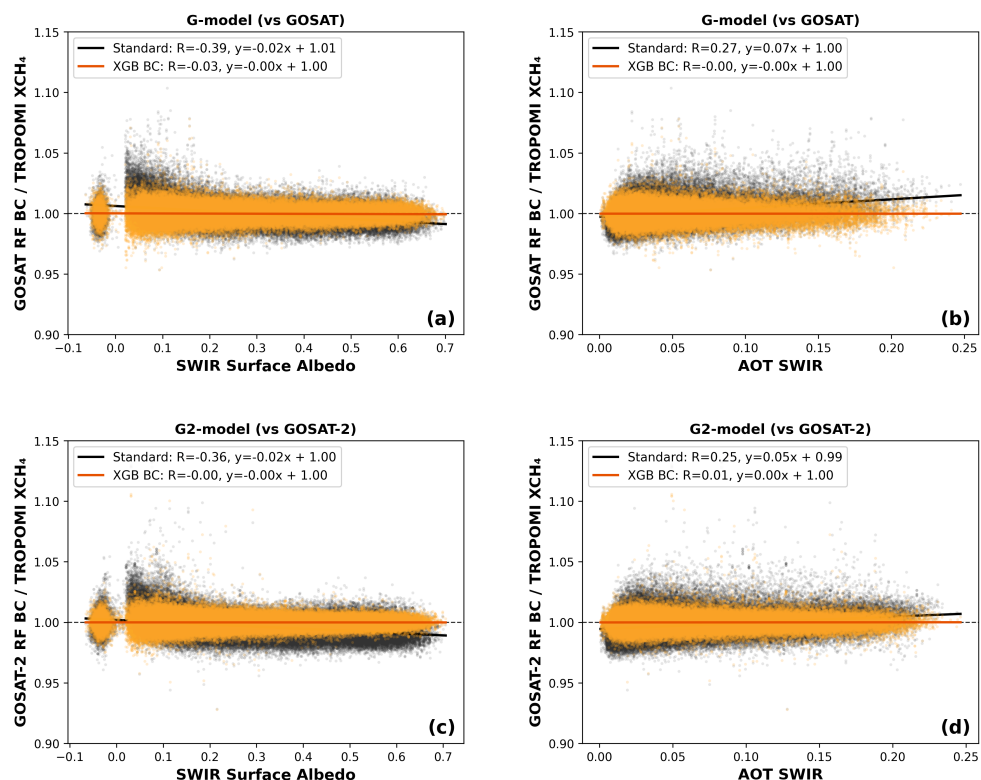 G-model (vs GOSAT)
GOSAT RF BC / TROPOMI XCH₄
1.15
1.10
1.05
1.00
0.95
0.90
Standard: R=-0.39, y=-0.02x + 1.01
XGB BC: R=-0.03, y=-0.00x + 1.00
(a)
−0.1 0.0 0.1 0.2 0.3 0.4 0.5 0.6 0.7
SWIR Surface Albedo
G-model (vs GOSAT)
GOSAT RF BC / TROPOMI XCH₄
1.15
1.10
1.05
1.00
0.95
0.90
Standard: R=0.27, y=0.07x + 1.00
XGB BC: R=-0.00, y=-0.00x + 1.00
(b)
0.00 0.05 0.10 0.15 0.20 0.25
AOT SWIR
G2-model (vs GOSAT-2)
GOSAT-2 RF BC / TROPOMI XCH₄
1.15
1.10
1.05
1.00
0.95
0.90
Standard: R=-0.36, y=-0.02x + 1.00
XGB BC: R=-0.00, y=-0.00x + 1.00
(c)
−0.1 0.0 0.1 0.2 0.3 0.4 0.5 0.6 0.7
SWIR Surface Albedo
G2-model (vs GOSAT-2)
GOSAT-2 RF BC / TROPOMI XCH₄
1.15
1.10
1.05
1.00
0.95
0.90
Standard: R=0.25, y=0.05x + 0.99
XGB BC: R=0.01, y=0.00x + 1.00
(d)
0.00 0.05 0.10 0.15 0.20 0.25
AOT SWIR